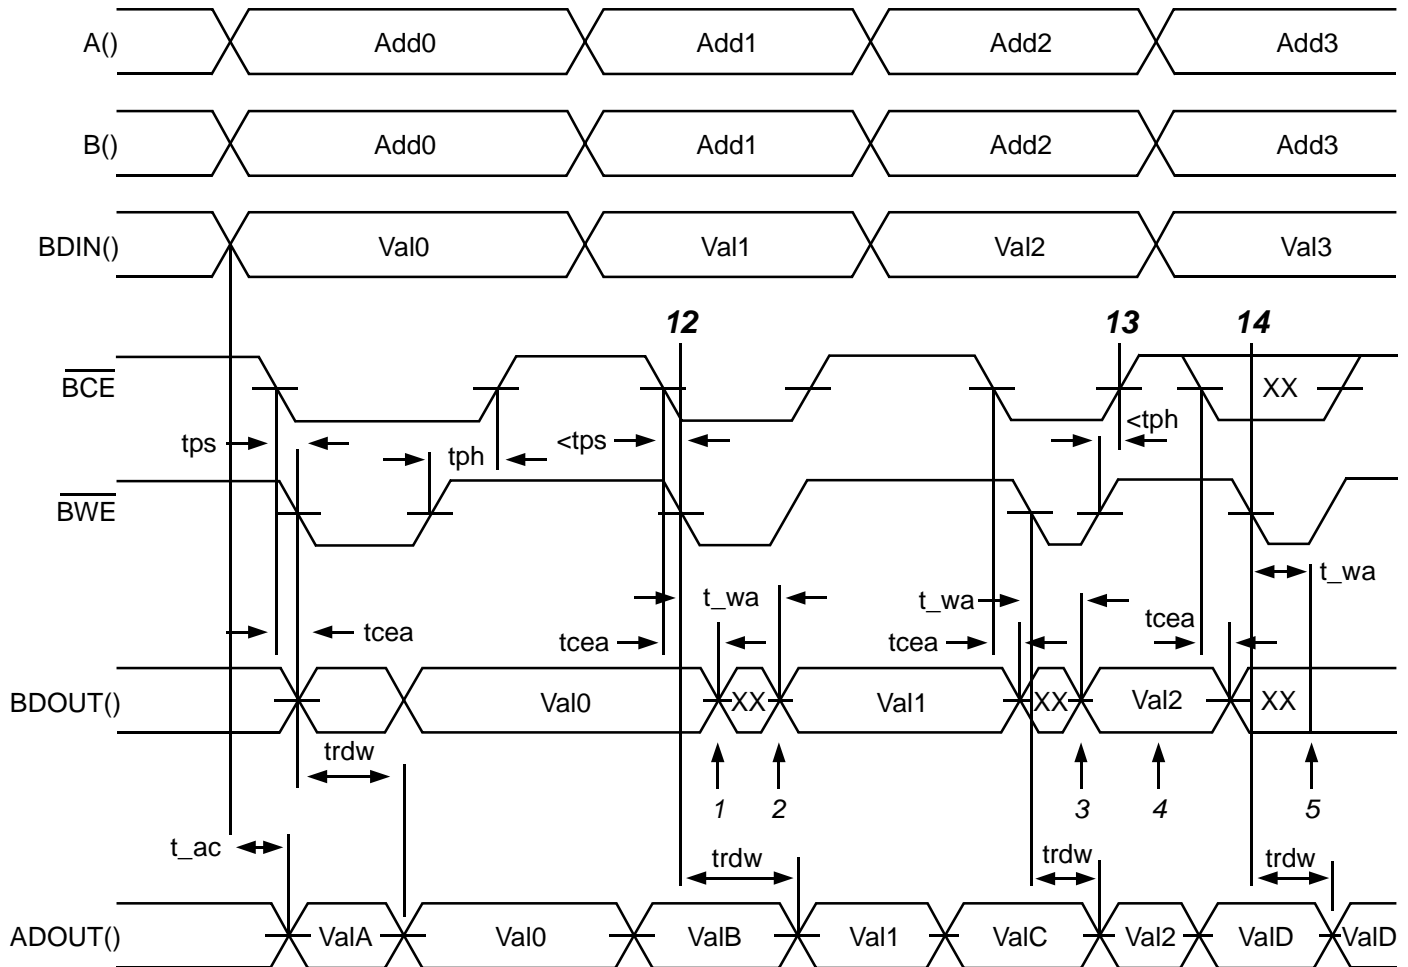 A() Add0 Add1 Add2 Add3
B() Add0 Add1 Add2 Add3
BDIN() Val0 Val1 Val2 Val3
12 13 14
BCE XX
<tph
tps tph <tps
BWE
t_wa
t_wa t_wa
tcea
tcea tcea tcea
BDOUT() Val0 XX Val1 XX Val2 XX
trdw
1 2 3 4 5
t_ac trdw trdw trdw
ADOUT() ValA Val0 ValB Val1 ValC Val2 ValD ValD